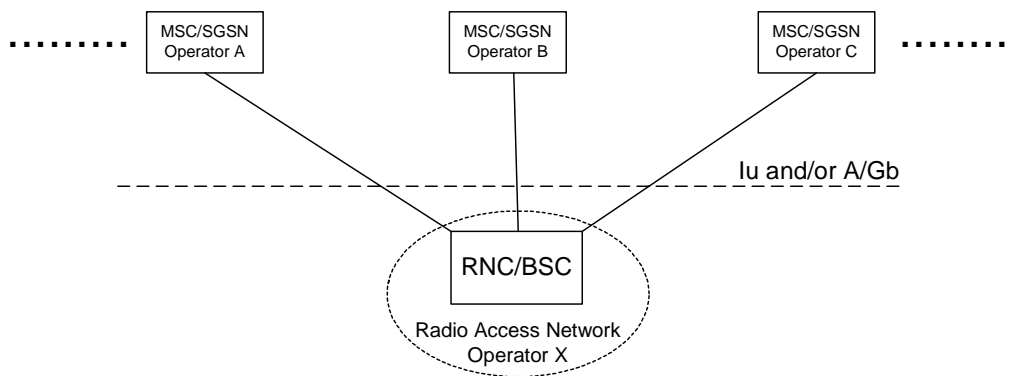 MSC/SGSN
Operator A
MSC/SGSN
Operator B
MSC/SGSN
Operator C
Iu and/or A/Gb
RNC/BSC
Radio Access Network
Operator X